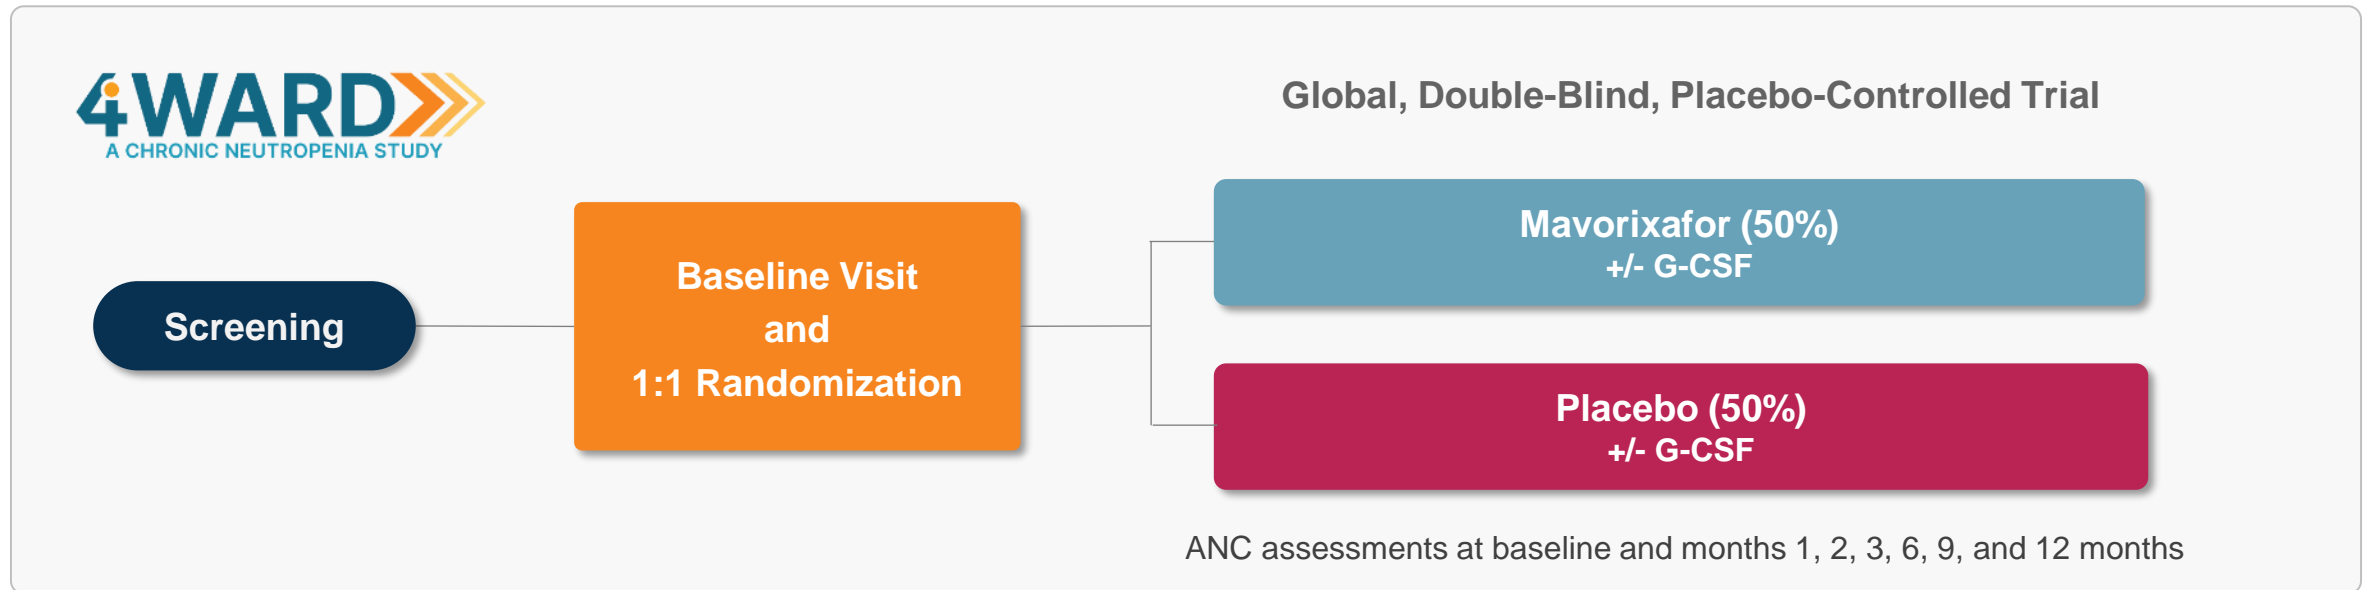 4WARD
A CHRONIC NEUTROPENIA STUDY
Global, Double-Blind, Placebo-Controlled Trial
Screening
Baseline Visit
and
1:1 Randomization
Mavorixafor (50%)
+/- G-CSF
Placebo (50%)
+/- G-CSF
ANC assessments at baseline and months 1, 2, 3, 6, 9, and 12 months